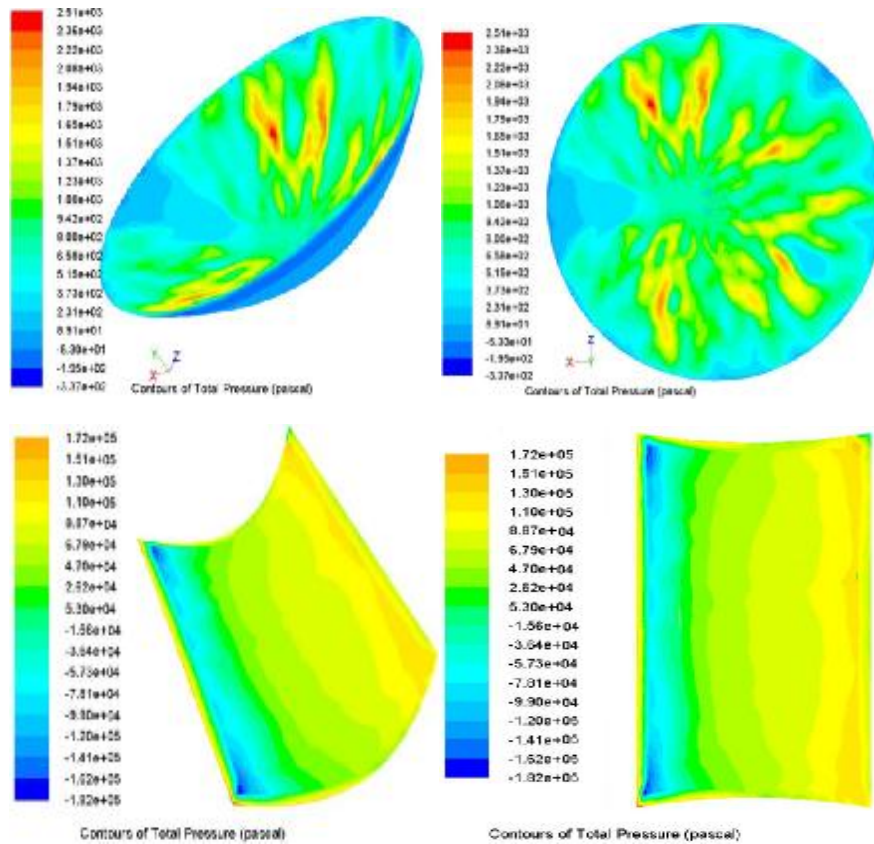 2.51e+03
2.36e+03
2.22e+03
2.08e+03
1.94e+03
1.79e+03
1.65e+03
1.51e+03
1.37e+03
1.23e+03
1.08e+03
9.42e+02
8.00e+02
6.58e+02
5.15e+02
3.73e+02
2.31e+02
8.91e+01
-5.30e+01
-1.95e+02
-3.37e+02
Y
Z
X
Contours of Total Pressure (pascal)
2.51e+03
2.36e+03
2.22e+03
2.08e+03
1.94e+03
1.79e+03
1.65e+03
1.51e+03
1.37e+03
1.23e+03
1.08e+03
9.42e+02
8.00e+02
6.58e+02
5.15e+02
3.73e+02
2.31e+02
8.91e+01
-5.30e+01
-1.95e+02
-3.37e+02
X
Z
Y
Contours of Total Pressure (pascal)
1.72e+05
1.51e+05
1.30e+05
1.10e+05
8.87e+04
6.79e+04
4.70e+04
2.62e+04
5.30e+04
-1.56e+04
-3.64e+04
-5.73e+04
-7.81e+04
-9.90e+04
-1.20e+05
-1.41e+05
-1.62e+05
-1.82e+05
Contours of Total Pressure (pascal)
1.72e+05
1.51e+05
1.30e+05
1.10e+05
8.87e+04
6.79e+04
4.70e+04
2.62e+04
5.30e+04
-1.56e+04
-3.64e+04
-5.73e+04
-7.81e+04
-9.90e+04
-1.20e+05
-1.41e+05
-1.62e+05
-1.82e+05
Contours of Total Pressure (pascal)